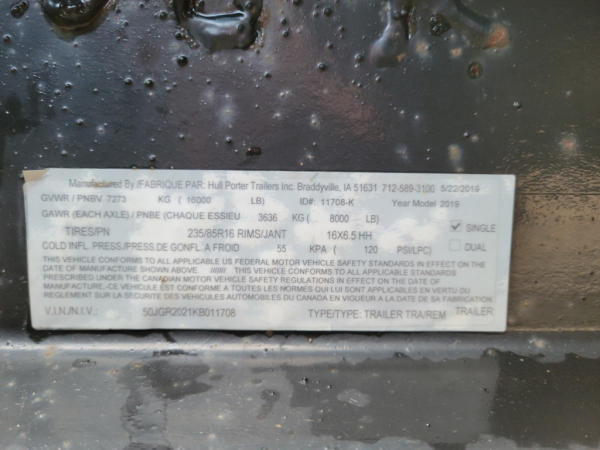 Manufactured By /FABRIQUE PAR: Hull Porter Trailers Inc. Braddyville, IA 51631 712-589-3100 5/22/2019
GVWR / PNBV 7273 KG ( 16000 LB) ID#: 11708-K Year Model 2019
GAWR (EACH AXLE) / PNBE (CHAQUE ESSIEU 3636 KG ( 8000 LB)
TIRES/PN 235/85R16 RIMS/JANT 16X6.5 HH SINGLE
COLD INFL. PRESS/PRESS.DE GONFL. A FROID 55 KPA ( 120 PSI/LPC) DUAL
THIS VEHICLE CONFORMS TO ALL APPLICABLE US FEDERAL MOTOR VEHICLE SAFETY STANDARDS IN EFFECT
ON THE DATE OF MANUFACTURE SHOWN ABOVE ////// THIS VEHICLE CONFORMS TO ALL APPLICABLE STANDARDS
PRESCRIBED UNDER THE CANADIAN MOTOR VEHICLE SAFETY REGULATIONS IN EFFECT ON THE DATE OF
MANUFACTURE.-CE VEHICULE EST CONFORME A TOUTES LES NORMES QUI LUI SONT APPLICABLES EN VERTU DU
REGLEMENT SUR LA SECURITE DES VEHICULES AUTOMOBILES DU CANADA EN VIGUEUR A LA DATE DE SA FABRICATION
V.I.N./N.I.V.: 50JGR2021KB011708 TYPE/TYPE: TRAILER TRA/REM TRAILER